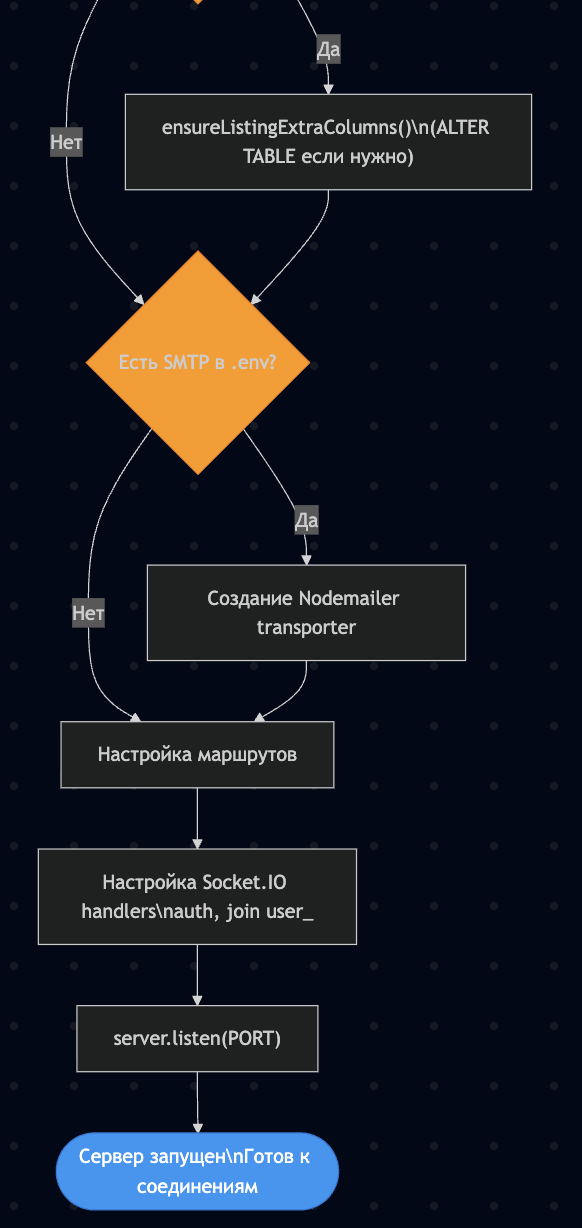 Да
Нет
ensureListingExtraColumns()\n(ALTER
TABLE если нужно)
Есть SMTP в .env?
Да
Нет
Создание Nodemailer
transporter
Настройка маршрутов
Настройка Socket.IO
handlers\nauth, join user_
server.listen(PORT)
Сервер запущен\nГотов к
соединениям